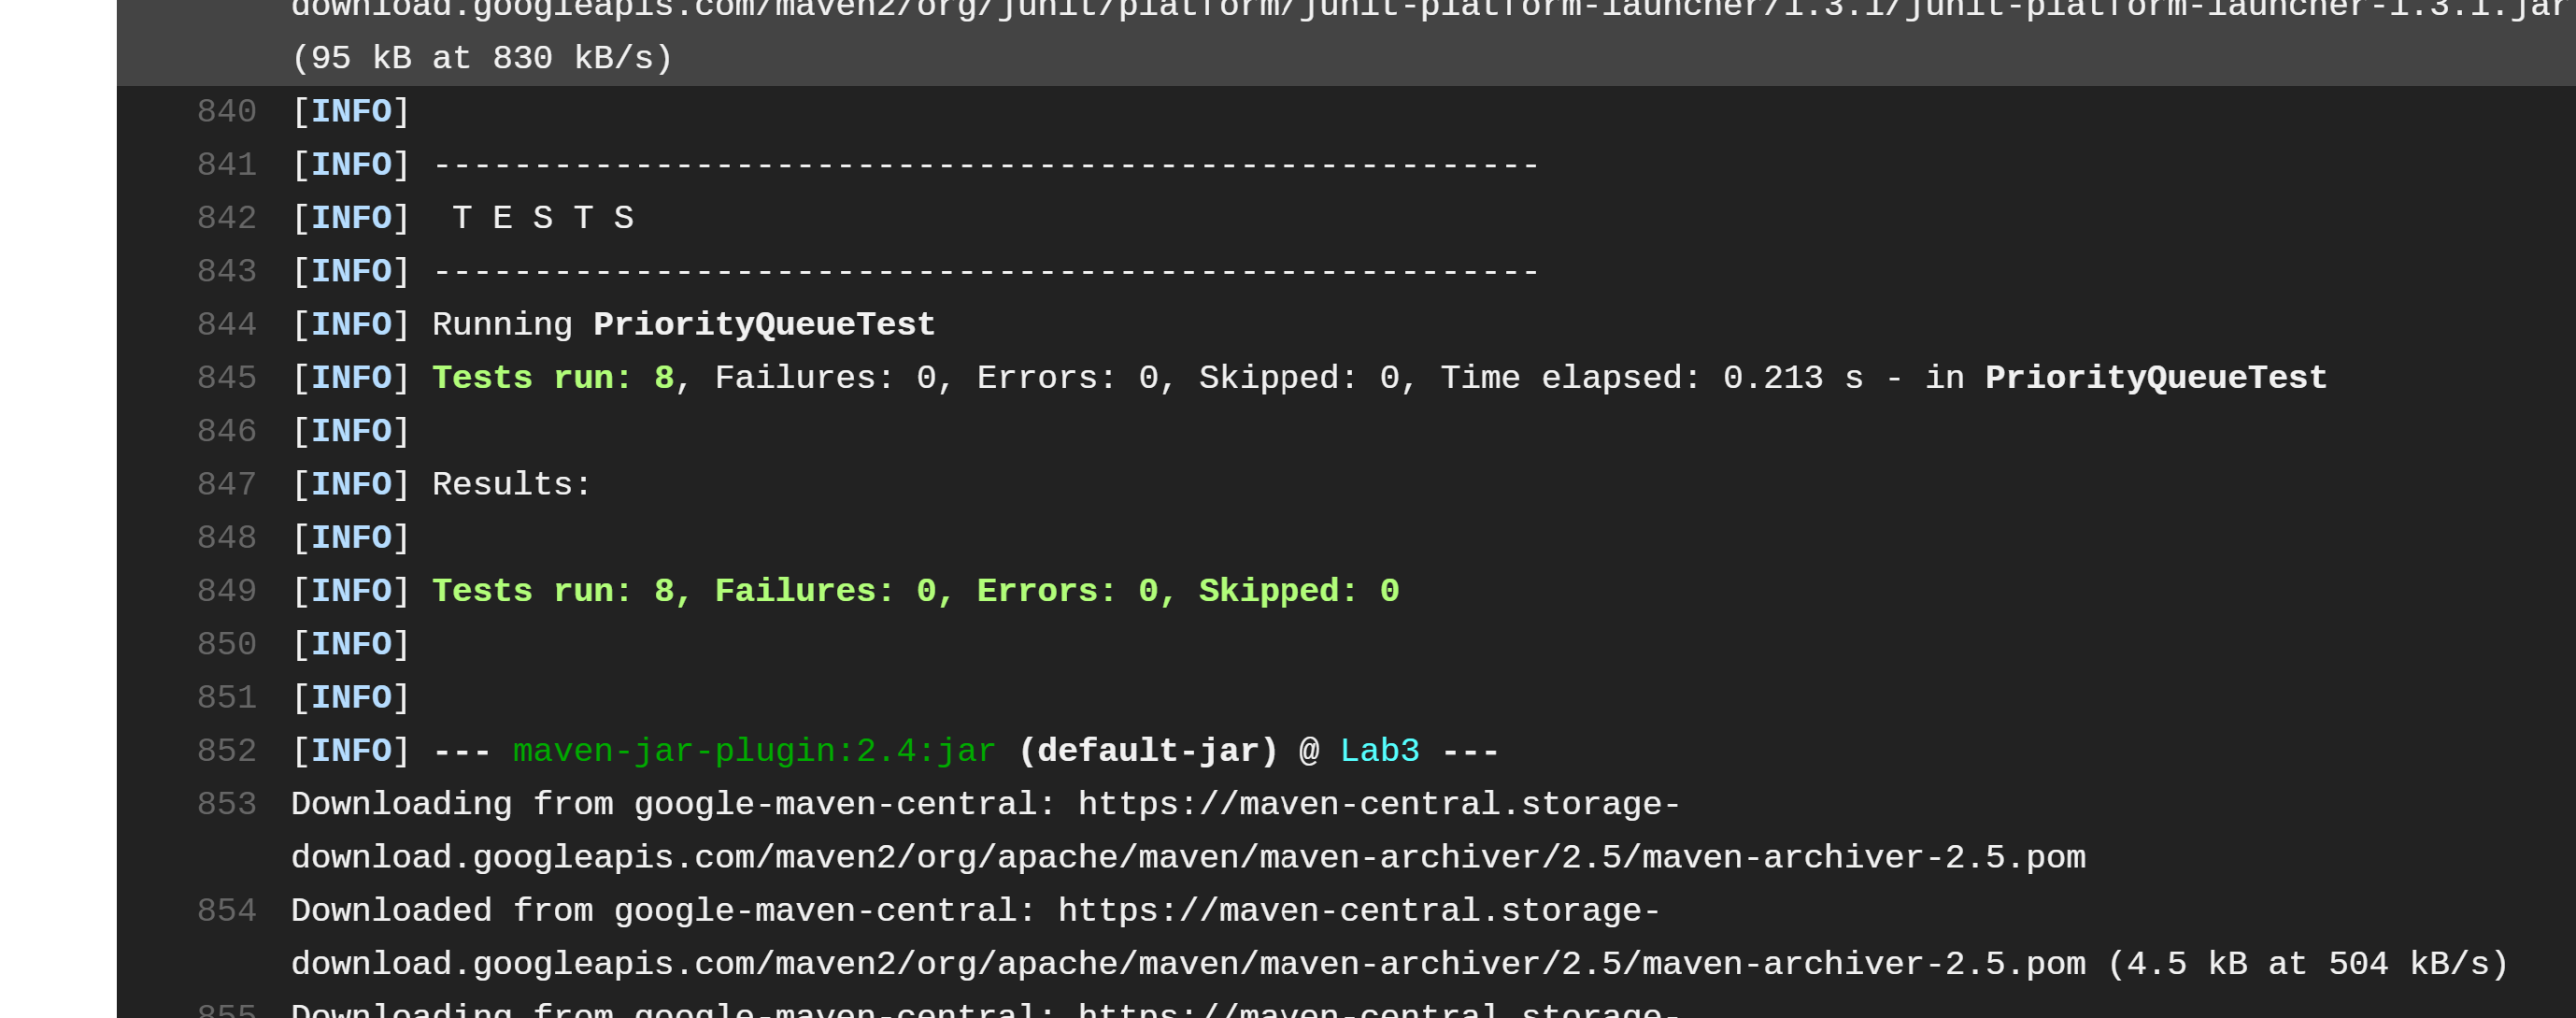 download.googleapis.com/maven2/org/junit/platform/junit-platform-launcher/1.3.1/junit-platform-launcher-1.3.1.jar
(95 kB at 830 kB/s)
840 [INFO]
841 [INFO] -------------------------------------------------------
842 [INFO]  T E S T S
843 [INFO] -------------------------------------------------------
844 [INFO] Running PriorityQueueTest
845 [INFO] Tests run: 8, Failures: 0, Errors: 0, Skipped: 0, Time elapsed: 0.213 s - in PriorityQueueTest
846 [INFO]
847 [INFO] Results:
848 [INFO]
849 [INFO] Tests run: 8, Failures: 0, Errors: 0, Skipped: 0
850 [INFO]
851 [INFO]
852 [INFO] --- maven-jar-plugin:2.4:jar (default-jar) @ Lab3 ---
853 Downloading from google-maven-central: https://maven-central.storage-
download.googleapis.com/maven2/org/apache/maven/maven-archiver/2.5/maven-archiver-2.5.pom
854 Downloaded from google-maven-central: https://maven-central.storage-
download.googleapis.com/maven2/org/apache/maven/maven-archiver/2.5/maven-archiver-2.5.pom (4.5 kB at 504 kB/s)
855 Downloading from google-maven-central: https://maven-central.storage-